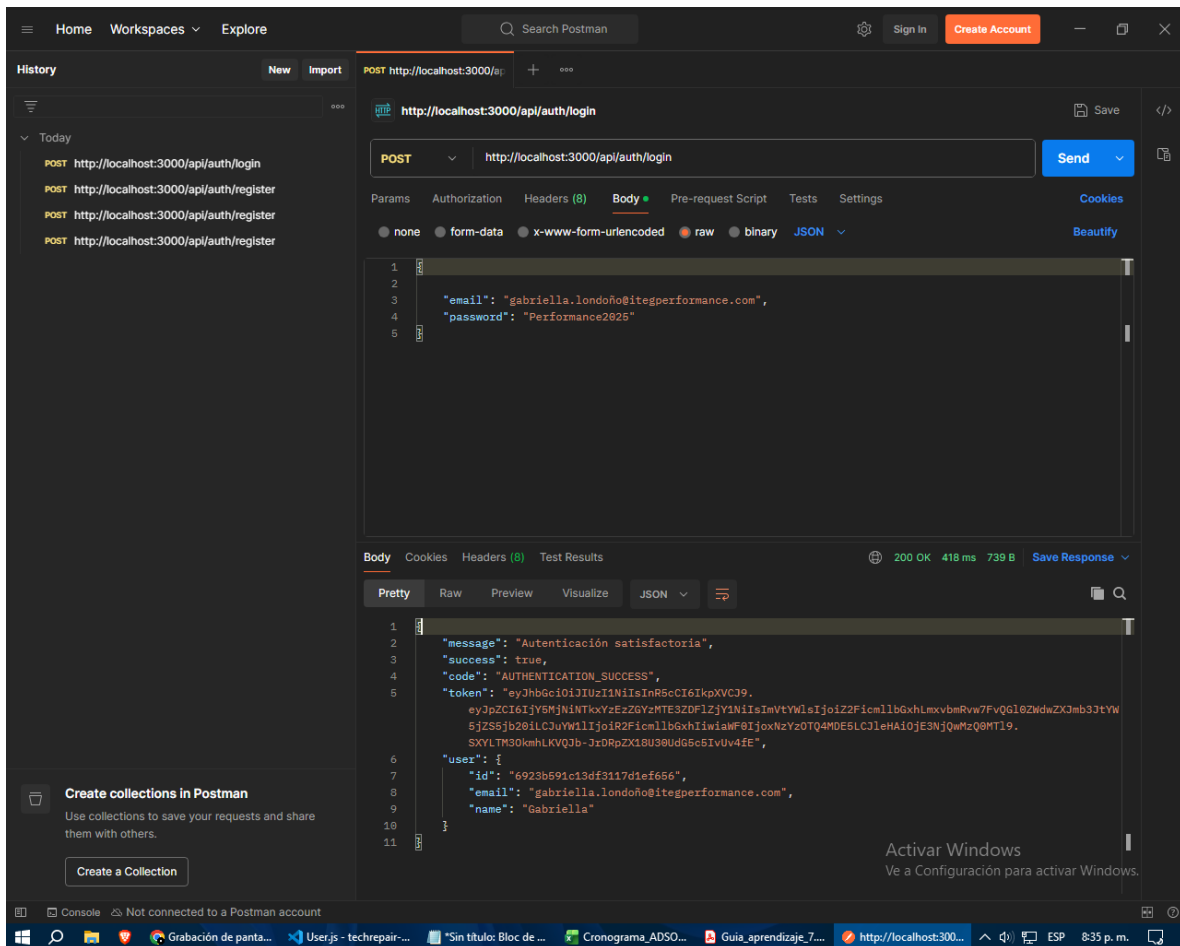 Home Workspaces Explore Search Postman Sign In Create Account
History New Import
POST http://localhost:3000/ap
HTTP http://localhost:3000/api/auth/login Save
Today
POST http://localhost:3000/api/auth/login
POST http://localhost:3000/api/auth/register
POST http://localhost:3000/api/auth/register
POST http://localhost:3000/api/auth/register
POST http://localhost:3000/api/auth/login Send
Params Authorization Headers (8) Body Pre-request Script Tests Settings Cookies
none form-data x-www-form-urlencoded raw binary JSON Beautify
1 {
2
3 "email": "gabriella.londoño@itegperformance.com",
4 "password": "Performance2025"
5 }
Body Cookies Headers (8) Test Results 200 OK 418 ms 739 B Save Response
Pretty Raw Preview Visualize JSON
1 {
2 "message": "Autenticación satisfactoria",
3 "success": true,
4 "code": "AUTHENTICATION_SUCCESS",
5 "token": "eyJhbGciOiJIUzI1NiIsInR5cCI6IkpXVCJ9.
eyJpZCI6IjY5MjNiNTkxYzEzZGYzMTE3ZDFlZjY1NiIsImVtYWlsIjoiZ2FicmllbGxhLmxvbmRvw7FvQGl0ZWdwZXJmb3JtYW
5jZS5jb20iLCJuYW1lIjoiR2FicmllbGxhIiwiaWF0IjoxNzYzOTQ4MDE5LCJleHAiOjE3NjQwMzQ0MTl9.
SXYLTM3OkmhLKVQJb-JrDRpZX18U30UdG5c5IvUv4fE",
6 "user": {
7 "id": "6923b591c13df3117d1ef656",
8 "email": "gabriella.londoño@itegperformance.com",
9 "name": "Gabriella"
10 }
11 }
Create collections in Postman
Use collections to save your requests and share
them with others.
Create a Collection
Activar Windows
Ve a Configuración para activar Windows.
Console Not connected to a Postman account
Grabación de panta... User.js - techrepair-... *Sin título: Bloc de ... Cronograma_ADSO... Guia_aprendizaje_7.... http://localhost:300... ESP 8:35 p. m.